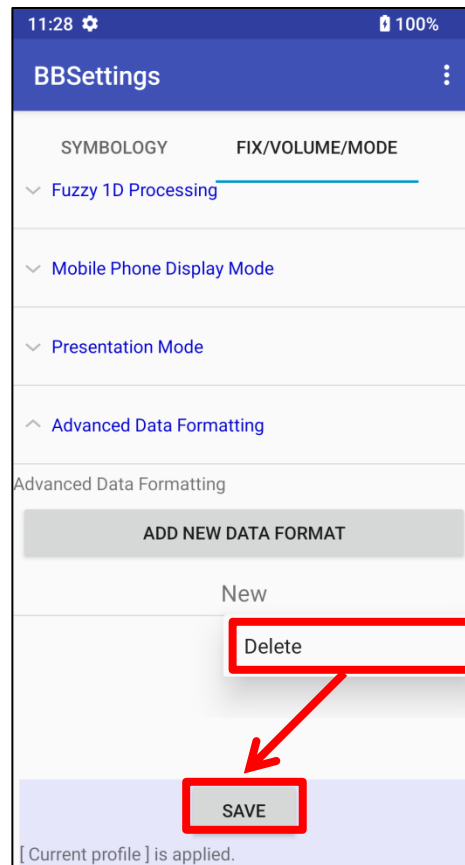 11:28 100%
BBSettings
SYMBOLOGY FIX/VOLUME/MODE
Fuzzy 1D Processing
Mobile Phone Display Mode
Presentation Mode
Advanced Data Formatting
Advanced Data Formatting
ADD NEW DATA FORMAT
New
Delete
SAVE
[ Current profile ] is applied.